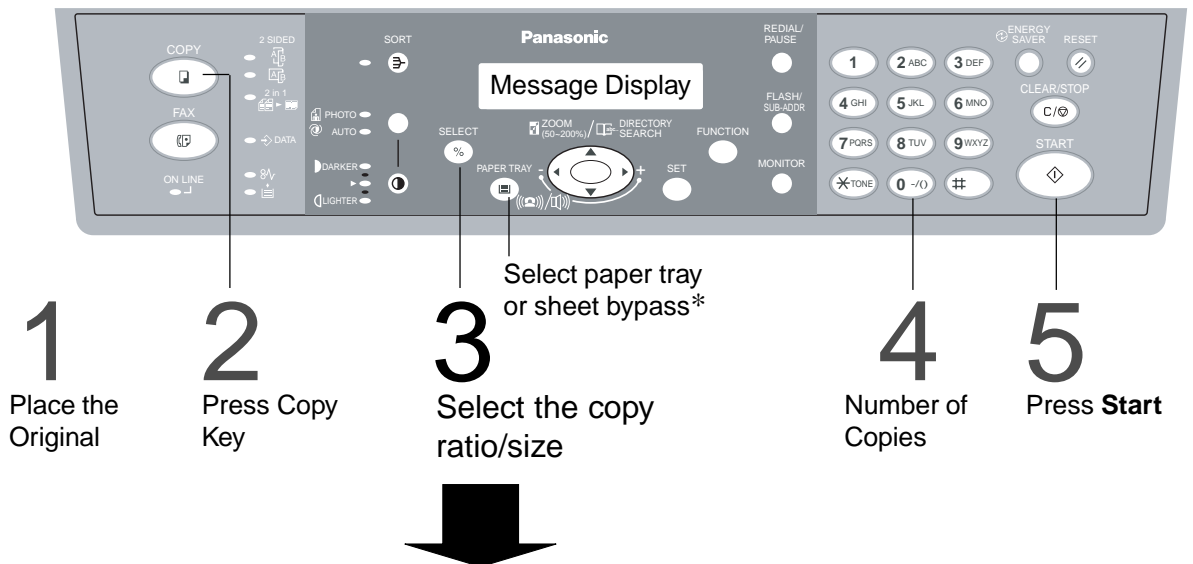 COPY
FAX
ON LINE
2 SIDED
A B
A B
2 in 1
DATA
SORT
PHOTO
AUTO
DARKER
LIGHTER
Panasonic
Message Display
SELECT
%
PAPER TRAY
ZOOM
(50~200%)
/
DIRECTORY
SEARCH
- +
SET
FUNCTION
REDIAL/
PAUSE
FLASH/
SUB-ADDR
MONITOR
1 2 ABC 3 DEF
4 GHI 5 JKL 6 MNO
7 PQRS 8 TUV 9 WXYZ
* TONE 0 -/() #
ENERGY
SAVER
RESET
CLEAR/STOP
C/
START
Select paper tray
or sheet bypass*
1
Place the
Original
2
Press Copy
Key
3
Select the copy
ratio/size
4
Number of
Copies
5
Press Start